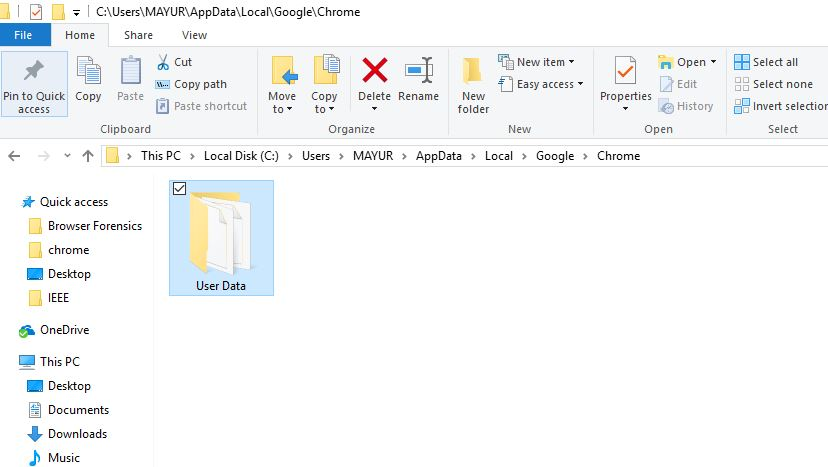 C:\Users\MAYUR\AppData\Local\Google\Chrome
File Home Share View
Pin to Quick access
Copy
Paste
Cut
Copy path
Paste shortcut
Clipboard
Move to
Copy to
Delete
Rename
Organize
New folder
New item
Easy access
New
Properties
Open
Edit
History
Open
Select all
Select none
Invert selection
Select
This PC Local Disk (C:) Users MAYUR AppData Local Google Chrome
Quick access
Browser Forensics
chrome
Desktop
IEEE
OneDrive
This PC
Desktop
Documents
Downloads
Music
User Data